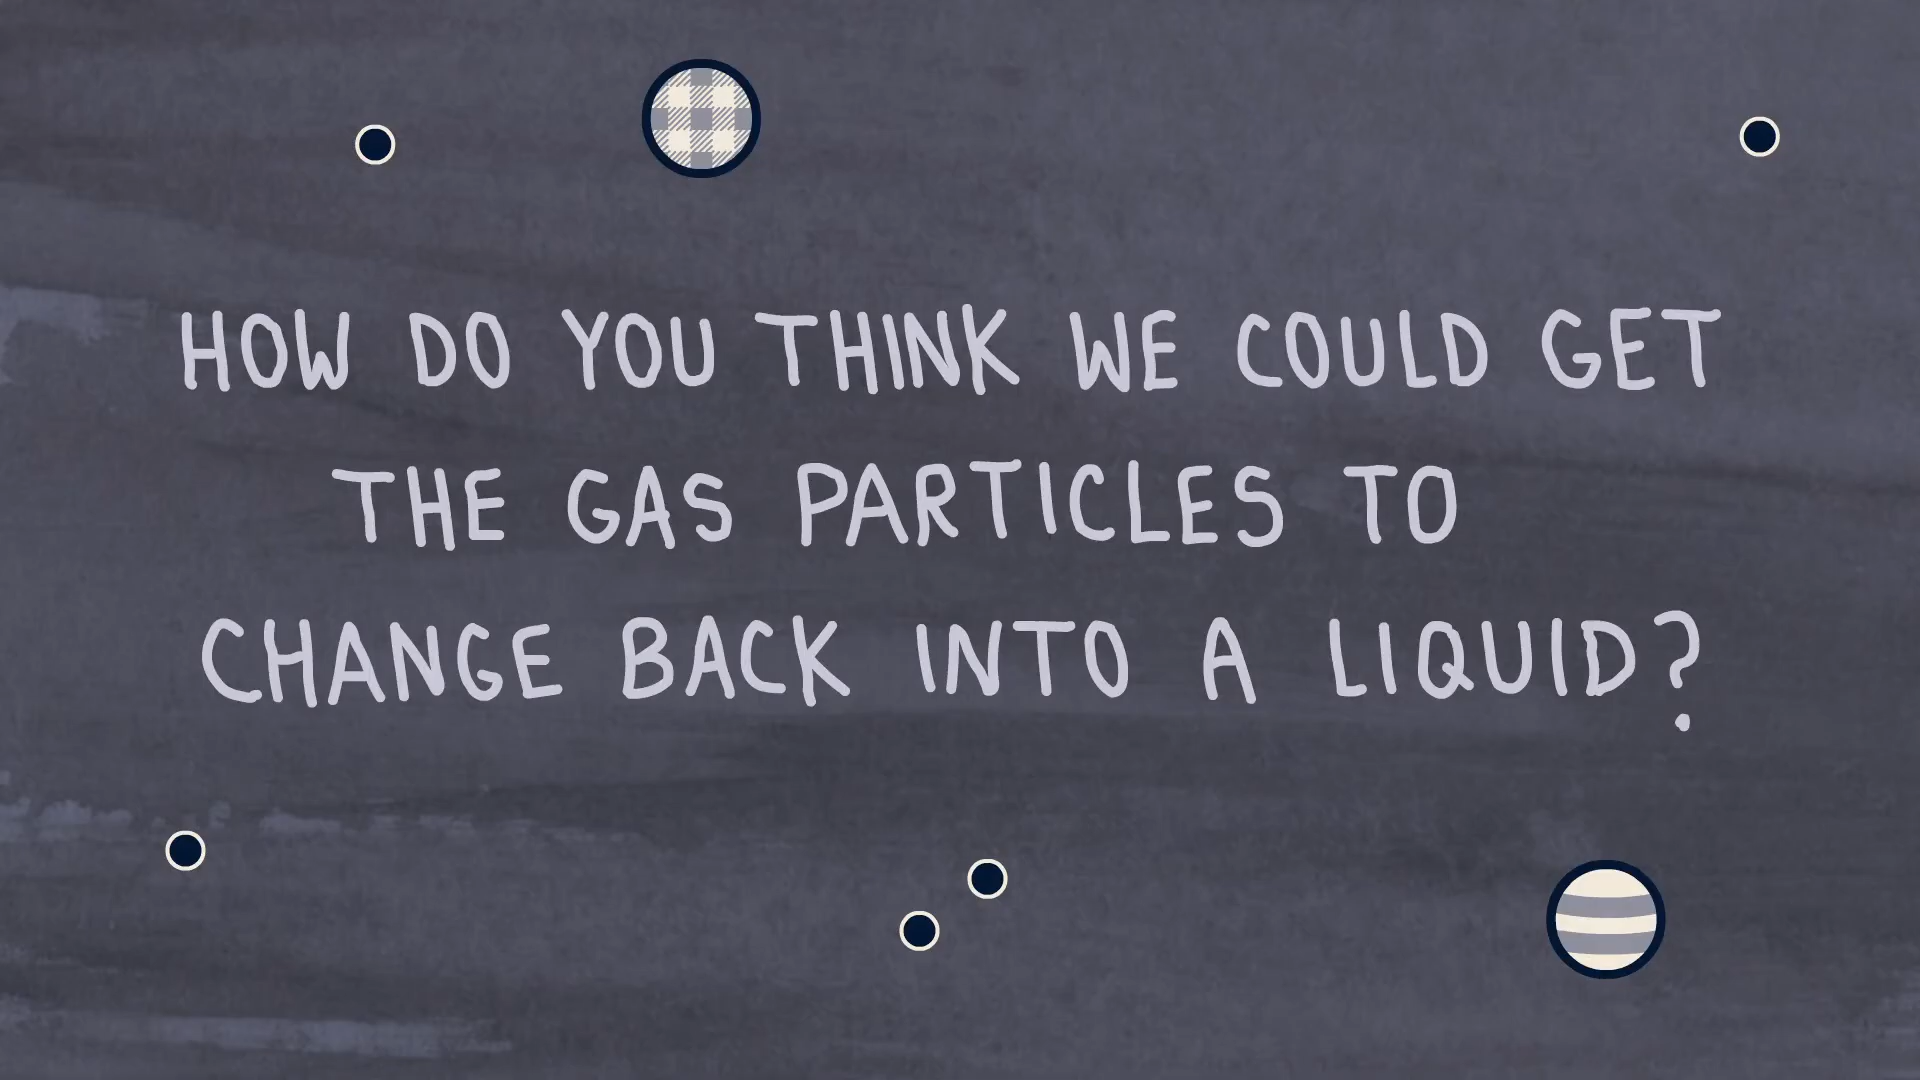 HOW DO YOU THINK WE COULD GET
THE GAS PARTICLES TO
CHANGE BACK INTO A LIQUID?